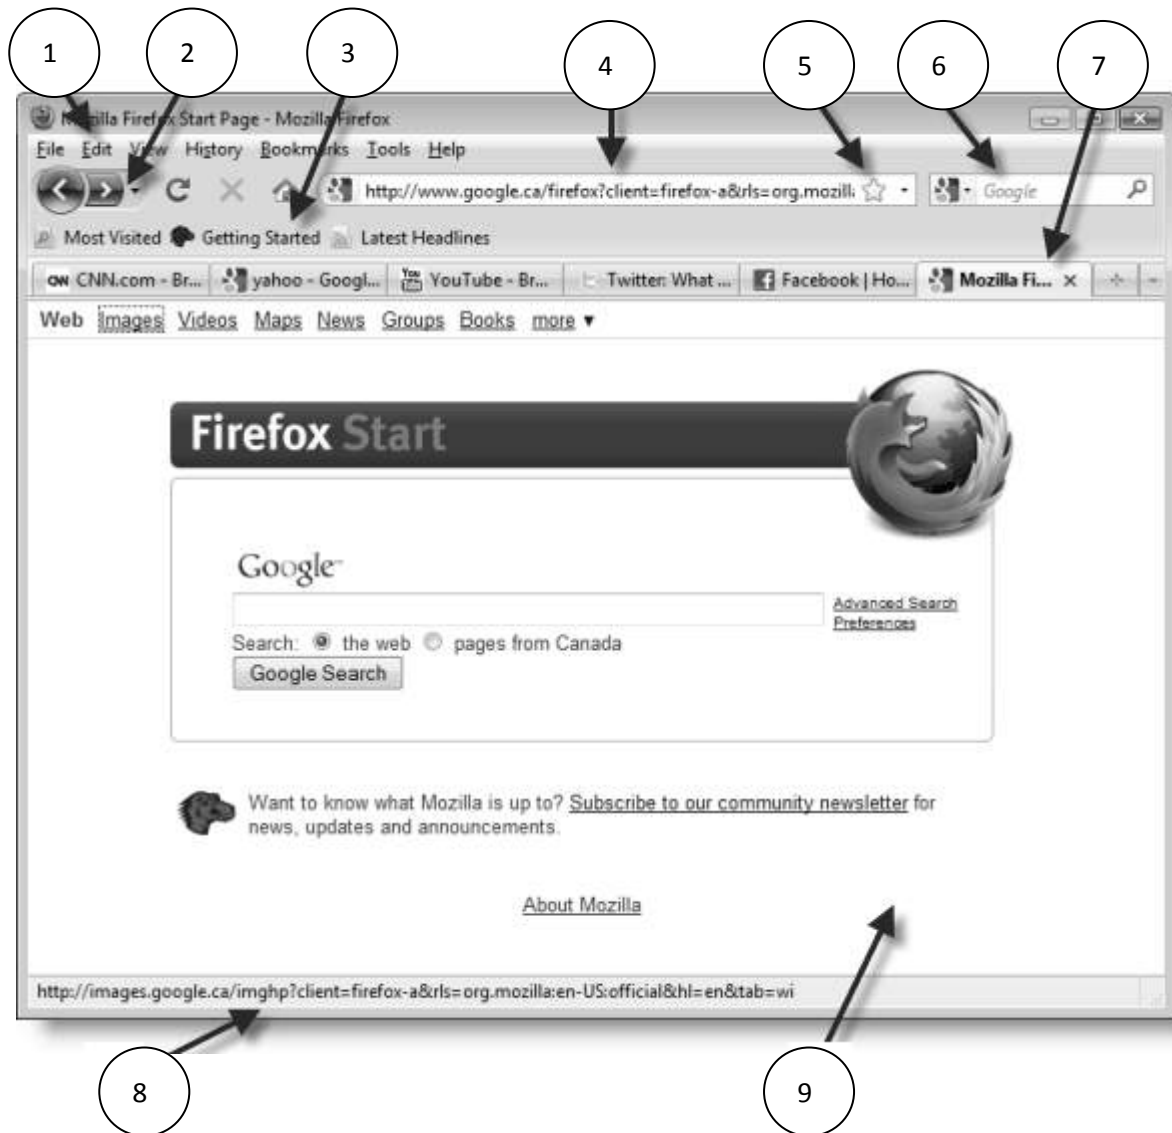 1 2 3 4 5 6 7
Mozilla Firefox Start Page - Mozilla Firefox
File Edit View History Bookmarks Tools Help
http://www.google.ca/firefox?client=firefox-a&rls=org.mozill: Google
Most Visited Getting Started Latest Headlines
CNN CNN.com - Br... yahoo - Googl... You Tube YouTube - Br... Twitter: What ... Facebook | Ho... Mozilla Fi...
Web Images Videos Maps News Groups Books more ▼
Firefox Start
Google™
Advanced Search
Preferences
Search: the web pages from Canada
Google Search
Want to know what Mozilla is up to? Subscribe to our community newsletter for
news, updates and announcements.
About Mozilla
http://images.google.ca/imghp?client=firefox-a&rls=org.mozilla:en-US:official&hl=en&tab=wi
8 9